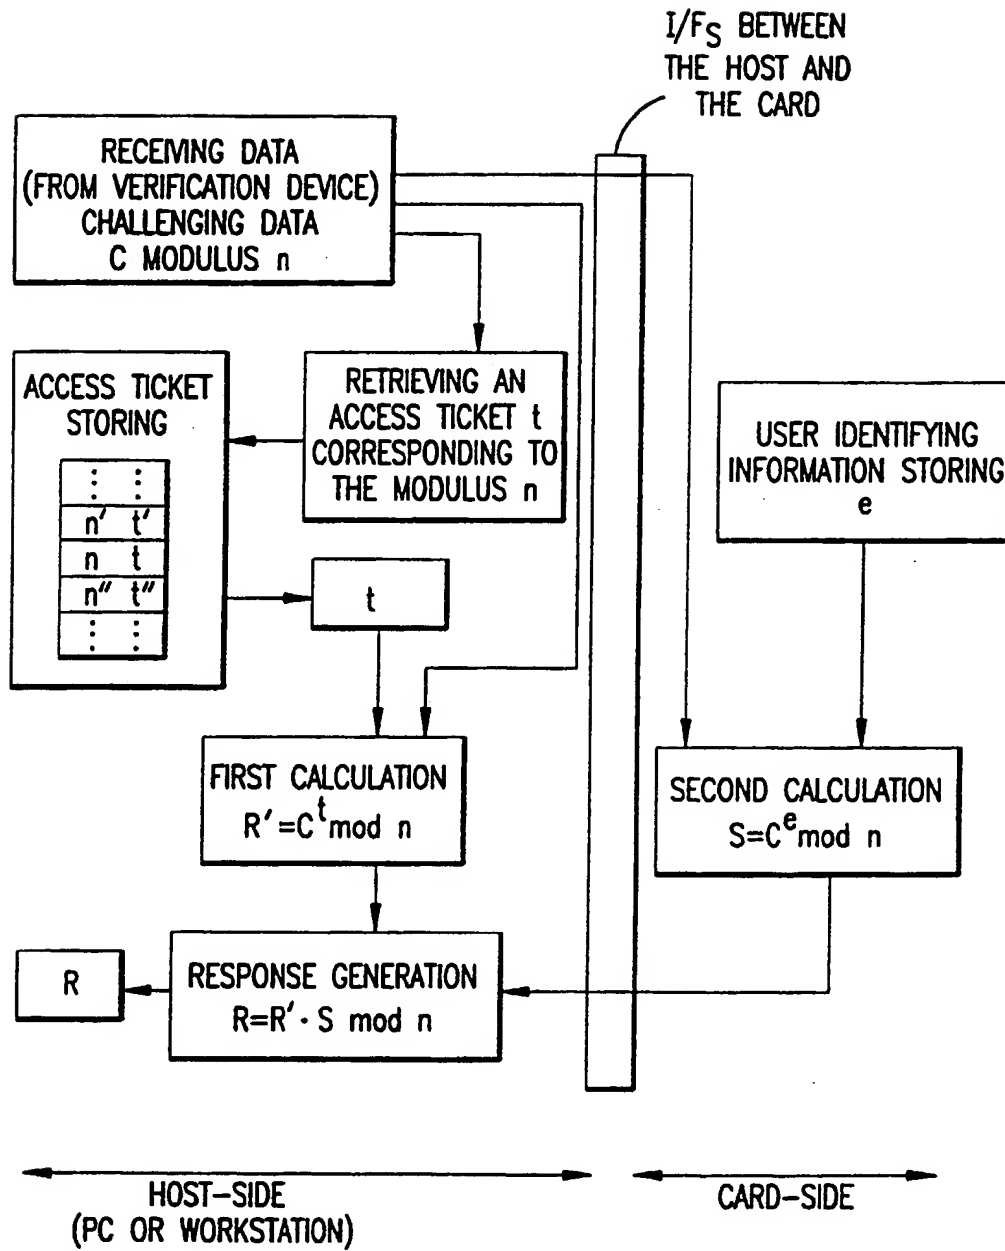 I/FS BETWEEN
THE HOST AND
THE CARD
RECEIVING DATA
(FROM VERIFICATION DEVICE)
CHALLENGING DATA
C MODULUS n
RETRIEVING AN
ACCESS TICKET t
CORRESPONDING TO
THE MODULUS n
ACCESS TICKET
STORING
⋮ ⋮
n' t'
n t
n'' t''
⋮ ⋮
t
USER IDENTIFYING
INFORMATION STORING
e
FIRST CALCULATION
R'=C^t mod n
SECOND CALCULATION
S=C^e mod n
RESPONSE GENERATION
R=R'·S mod n
R
HOST-SIDE
(PC OR WORKSTATION)
CARD-SIDE